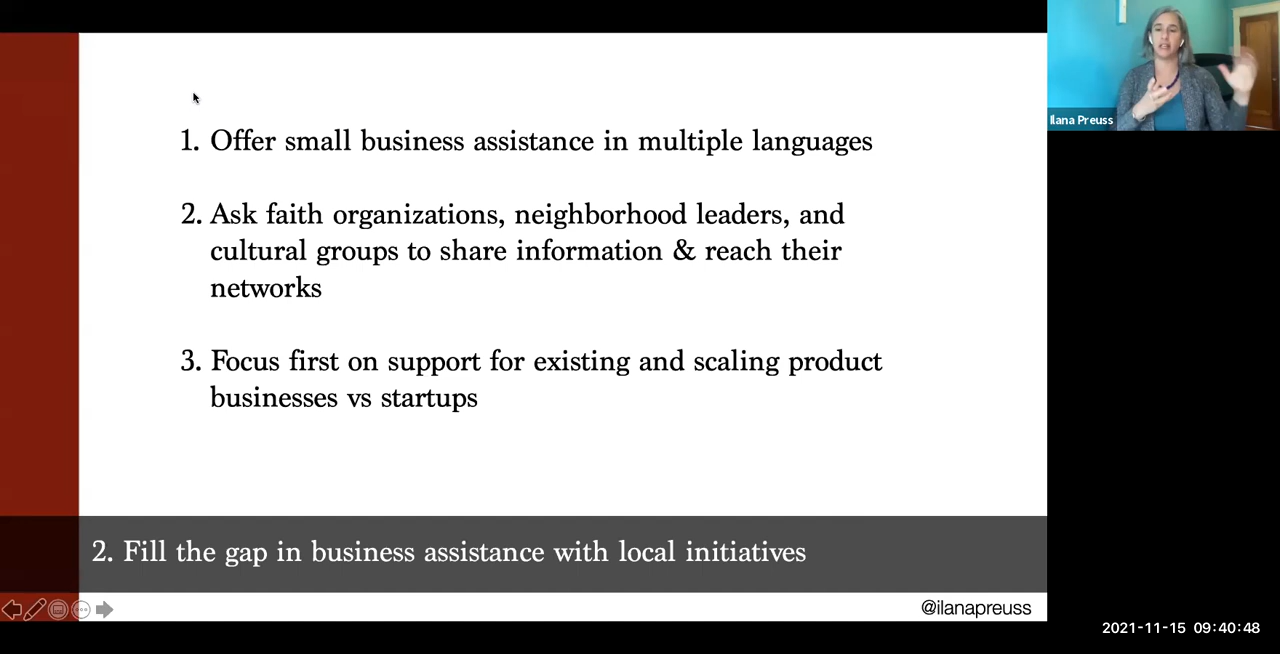 Ilana Preuss
1. Offer small business assistance in multiple languages
2. Ask faith organizations, neighborhood leaders, and
cultural groups to share information & reach their
networks
3. Focus first on support for existing and scaling product
businesses vs startups
2. Fill the gap in business assistance with local initiatives
@ilanapreuss
2021-11-15 09:40:48